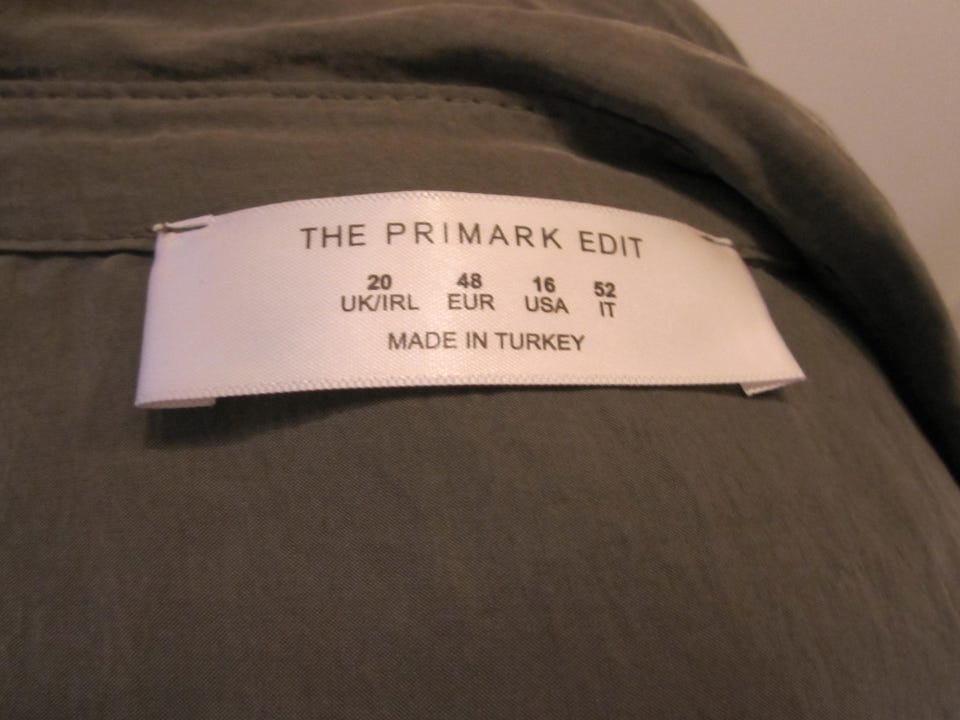 THE PRIMARK EDIT
20 48 16 52
UK/IRL EUR USA IT
MADE IN TURKEY